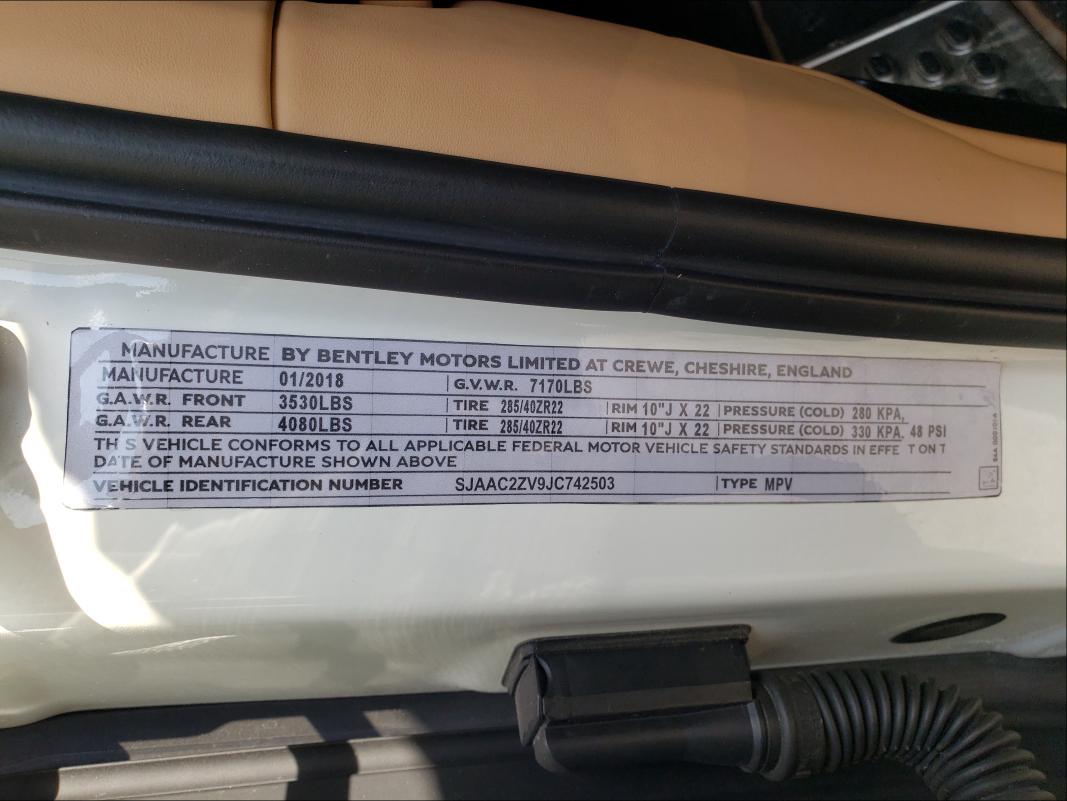 MANUFACTURE BY BENTLEY MOTORS LIMITED AT CREWE, CHESHIRE, ENGLAND
MANUFACTURE 01/2018 G.V.W.R. 7170LBS
G.A.W.R. FRONT 3530LBS TIRE 285/40ZR22 RIM 10"J X 22 PRESSURE (COLD) 280 KPA,
G.A.W.R. REAR 4080LBS TIRE 285/40ZR22 RIM 10"J X 22 PRESSURE (COLD) 330 KPA, 48 PSI
TH S VEHICLE CONFORMS TO ALL APPLICABLE FEDERAL MOTOR VEHICLE SAFETY STANDARDS IN EFFE T ON T
DATE OF MANUFACTURE SHOWN ABOVE
VEHICLE IDENTIFICATION NUMBER SJAAC2ZV9JC742503 TYPE MPV